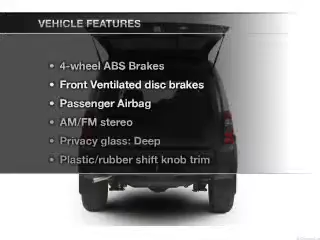 VEHICLE FEATURES
• 4-wheel ABS Brakes
• Front Ventilated disc brakes
• Passenger Airbag
• AM/FM stereo
• Privacy glass: Deep
• Plastic/rubber shift knob trim